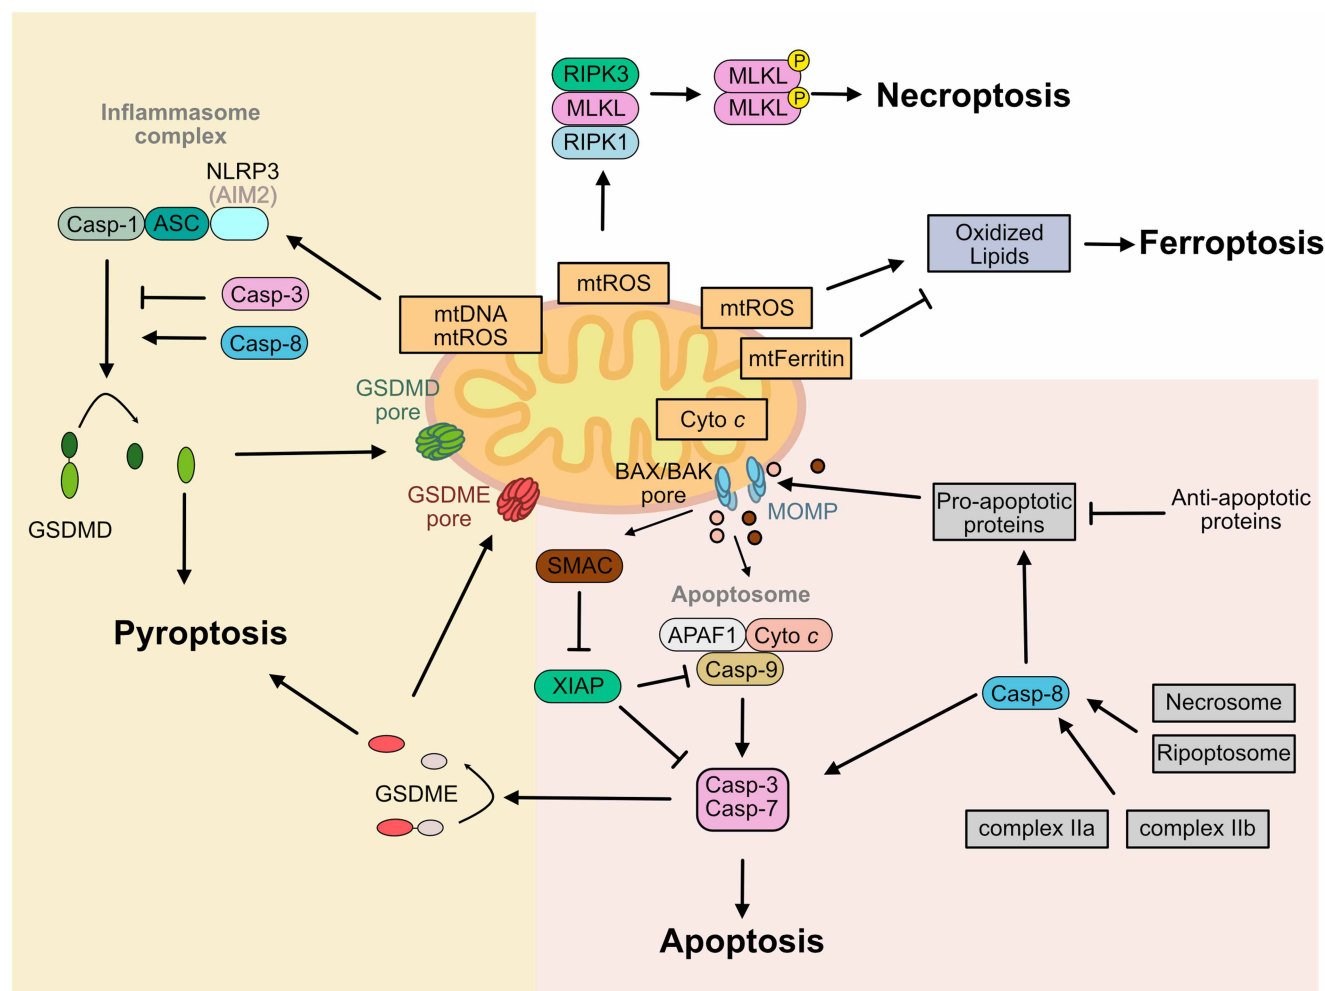 Inflammasome
complex
NLRP3
(AIM2)
Casp-1
ASC
Casp-3
Casp-8
GSDMD
Pyroptosis
RIPK3
MLKL
RIPK1
MLKL
P
MLKL
P
Necroptosis
mtDNA
mtROS
mtROS
mtROS
mtFerritin
Oxidized
Lipids
Ferroptosis
Cyto c
GSDMD
pore
GSDME
pore
BAX/BAK
pore
MOMP
Pro-apoptotic
proteins
Anti-apoptotic
proteins
SMAC
Apoptosome
APAF1
Cyto c
Casp-9
XIAP
Casp-8
Necrosome
Ripoptosome
complex IIa
complex IIb
Casp-3
Casp-7
GSDME
Apoptosis